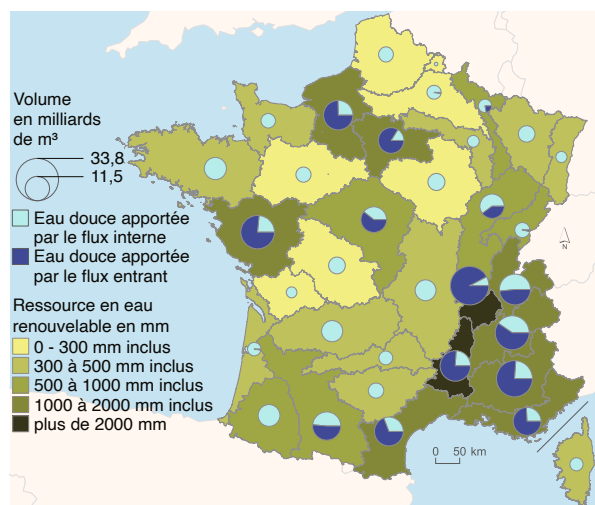 Volume
en milliards
de m³
33,8
11,5
Eau douce apportée
par le flux interne
Eau douce apportée
par le flux entrant
Ressource en eau
renouvelable en mm
0 - 300 mm inclus
300 à 500 mm inclus
500 à 1000 mm inclus
1000 à 2000 mm inclus
plus de 2000 mm
N
0 50 km